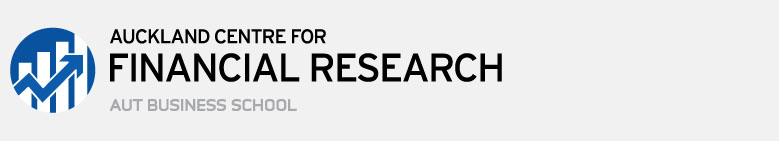 AUCKLAND CENTRE FOR
FINANCIAL RESEARCH
AUT BUSINESS SCHOOL